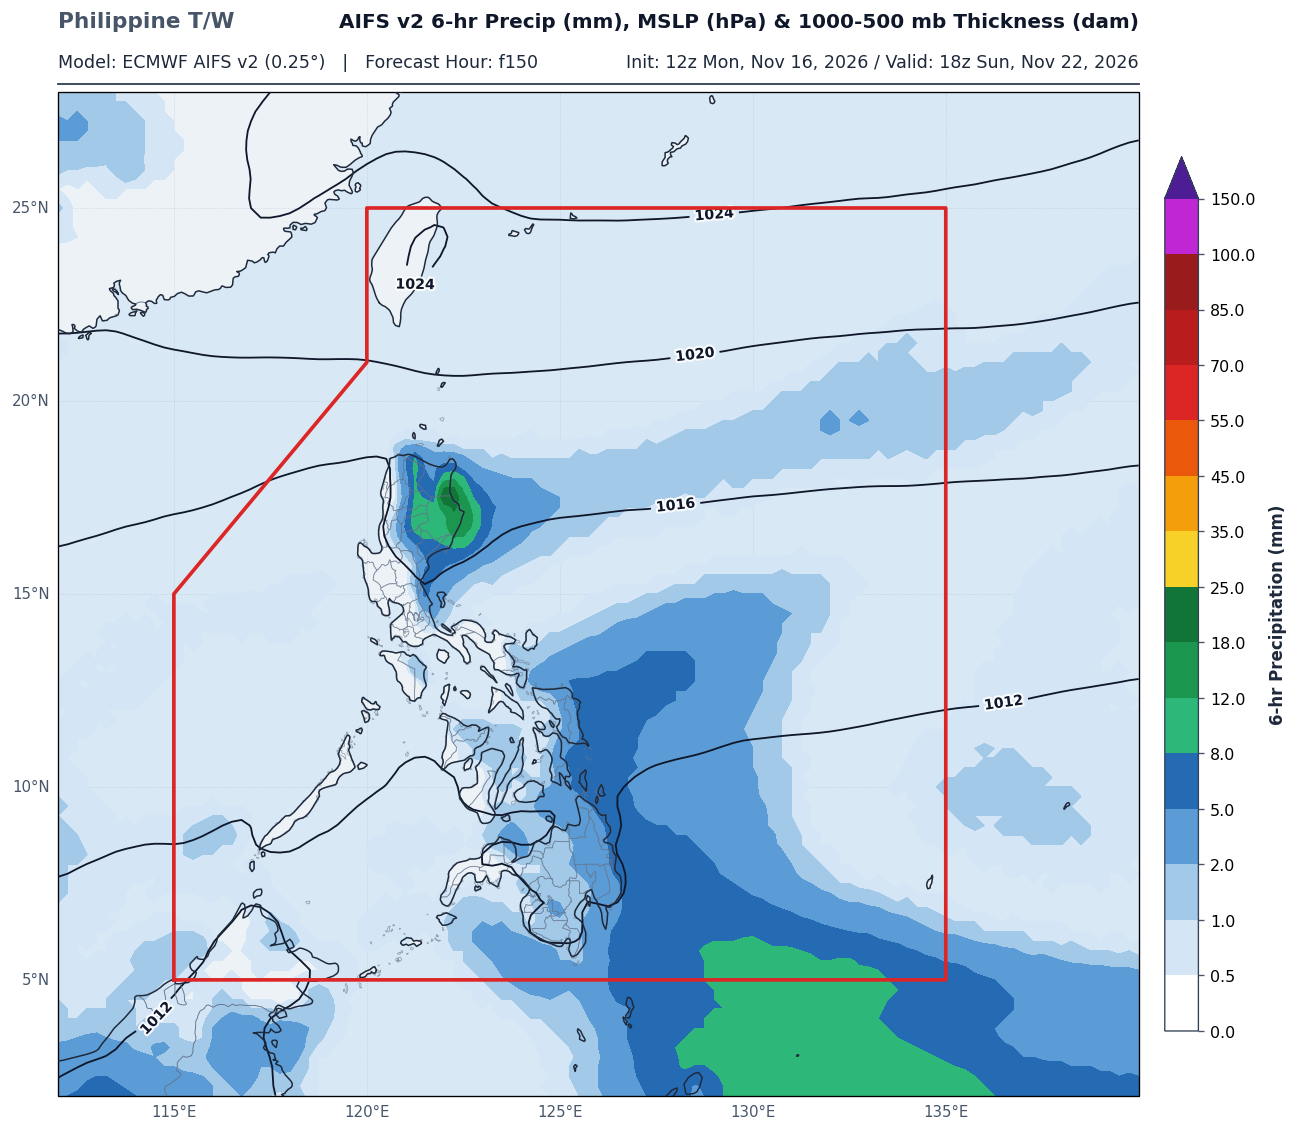 Philippine T/W
AIFS v2 6-hr Precip (mm), MSLP (hPa) & 1000-500 mb Thickness (dam)
Model: ECMWF AIFS v2 (0.25°) | Forecast Hour: f150
Init: 12z Mon, Nov 16, 2026 / Valid: 18z Sun, Nov 22, 2026
25°N
20°N
15°N
10°N
5°N
1024
1024
1020
1016
1012
1012
115°E
120°E
125°E
130°E
135°E
150.0
100.0
85.0
70.0
55.0
45.0
35.0
25.0
18.0
12.0
8.0
5.0
2.0
1.0
0.5
0.0
6-hr Precipitation (mm)